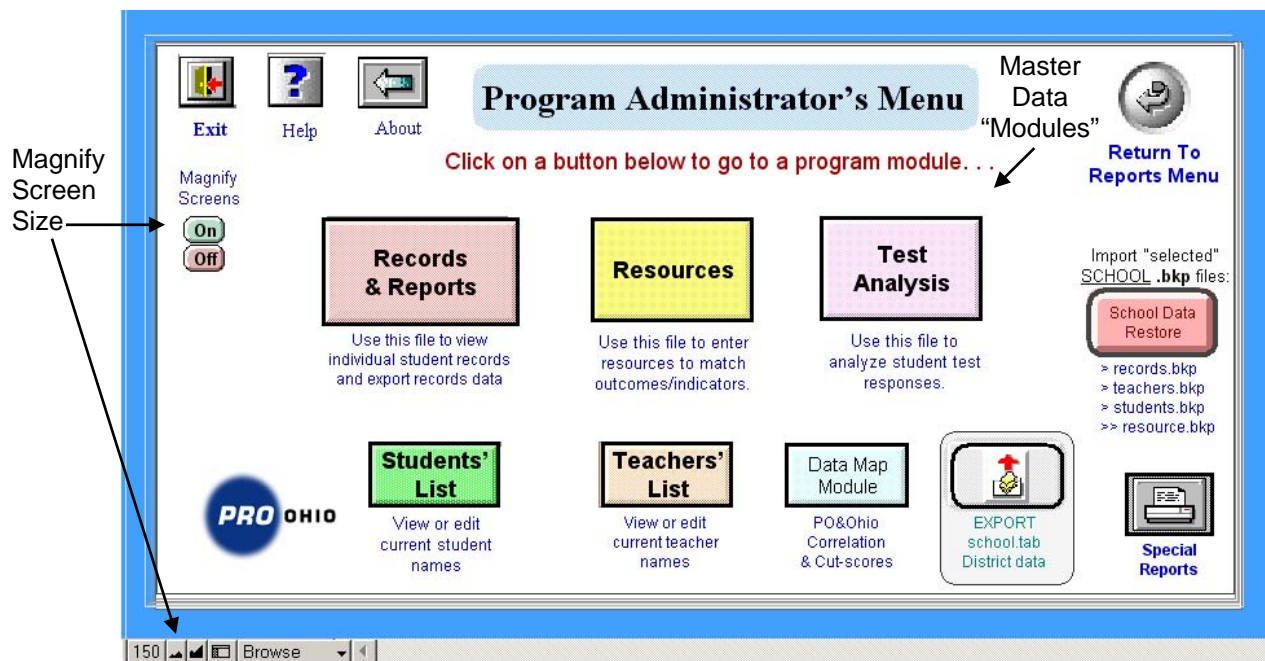 Program Administrator's Menu
Master
Data
“Modules”
Exit
Help
About
Return To
Reports Menu
Click on a button below to go to a program module. . .
Magnify
Screen
Size
Magnify
Screens
On
Off
Records
& Reports
Resources
Test
Analysis
Use this file to view
individual student records
and export records data
Use this file to enter
resources to match
outcomes/indicators.
Use this file to
analyze student test
responses.
Import "selected"
SCHOOL .bkp files:
School Data
Restore
> records.bkp
> teachers.bkp
> students.bkp
>> resource.bkp
PRO OHIO
Students'
List
View or edit
current student
names
Teachers'
List
View or edit
current teacher
names
Data Map
Module
PO&Ohio
Correlation
& Cut-scores
EXPORT
school.tab
District data
Special
Reports
150
Browse